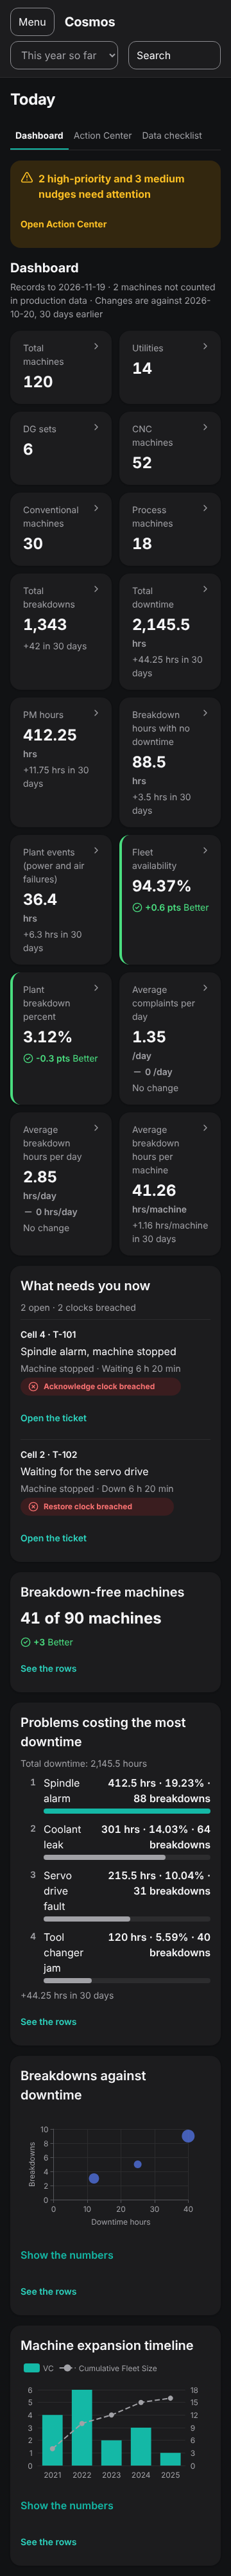 Menu
Cosmos
This year so far
Search
Today
Dashboard
Action Center
Data checklist
2 high-priority and 3 medium
nudges need attention
Open Action Center
Dashboard
Records to 2026-11-19 · 2 machines not counted
in production data · Changes are against 2026-
10-20, 30 days earlier
Total
machines
120
Utilities
14
DG sets
6
CNC
machines
52
Conventional
machines
30
Process
machines
18
Total
breakdowns
1,343
+42 in 30 days
Total
downtime
2,145.5
hrs
+44.25 hrs in 30
days
PM hours
412.25
hrs
+11.75 hrs in 30
days
Breakdown
hours with no
downtime
88.5
hrs
+3.5 hrs in 30
days
Plant events
(power and air
failures)
36.4
hrs
+6.3 hrs in 30
days
Fleet
availability
94.37%
+0.6 pts Better
Plant
breakdown
percent
3.12%
-0.3 pts Better
Average
complaints per
day
1.35
/day
— 0 /day
No change
Average
breakdown
hours per day
2.85
hrs/day
— 0 hrs/day
No change
Average
breakdown
hours per
machine
41.26
hrs/machine
+1.16 hrs/machine
in 30 days
What needs you now
2 open · 2 clocks breached
Cell 4 · T-101
Spindle alarm, machine stopped
Machine stopped · Waiting 6 h 20 min
Acknowledge clock breached
Open the ticket
Cell 2 · T-102
Waiting for the servo drive
Machine stopped · Down 6 h 20 min
Restore clock breached
Open the ticket
Breakdown-free machines
41 of 90 machines
+3 Better
See the rows
Problems costing the most
downtime
Total downtime: 2,145.5 hours
1 Spindle alarm
412.5 hrs · 19.23% ·
88 breakdowns
2 Coolant leak
301 hrs · 14.03% · 64
breakdowns
3 Servo drive fault
215.5 hrs · 10.04% ·
31 breakdowns
4 Tool changer jam
120 hrs · 5.59% · 40
breakdowns
+44.25 hrs in 30 days
See the rows
Breakdowns against
downtime
Breakdowns
10
8
6
4
2
0
0 10 20 30 40
Downtime hours
Show the numbers
See the rows
Machine expansion timeline
VC Cumulative Fleet Size
6
5
4
3
2
1
0
18
15
12
9
6
3
0
2021 2022 2023 2024 2025
Show the numbers
See the rows